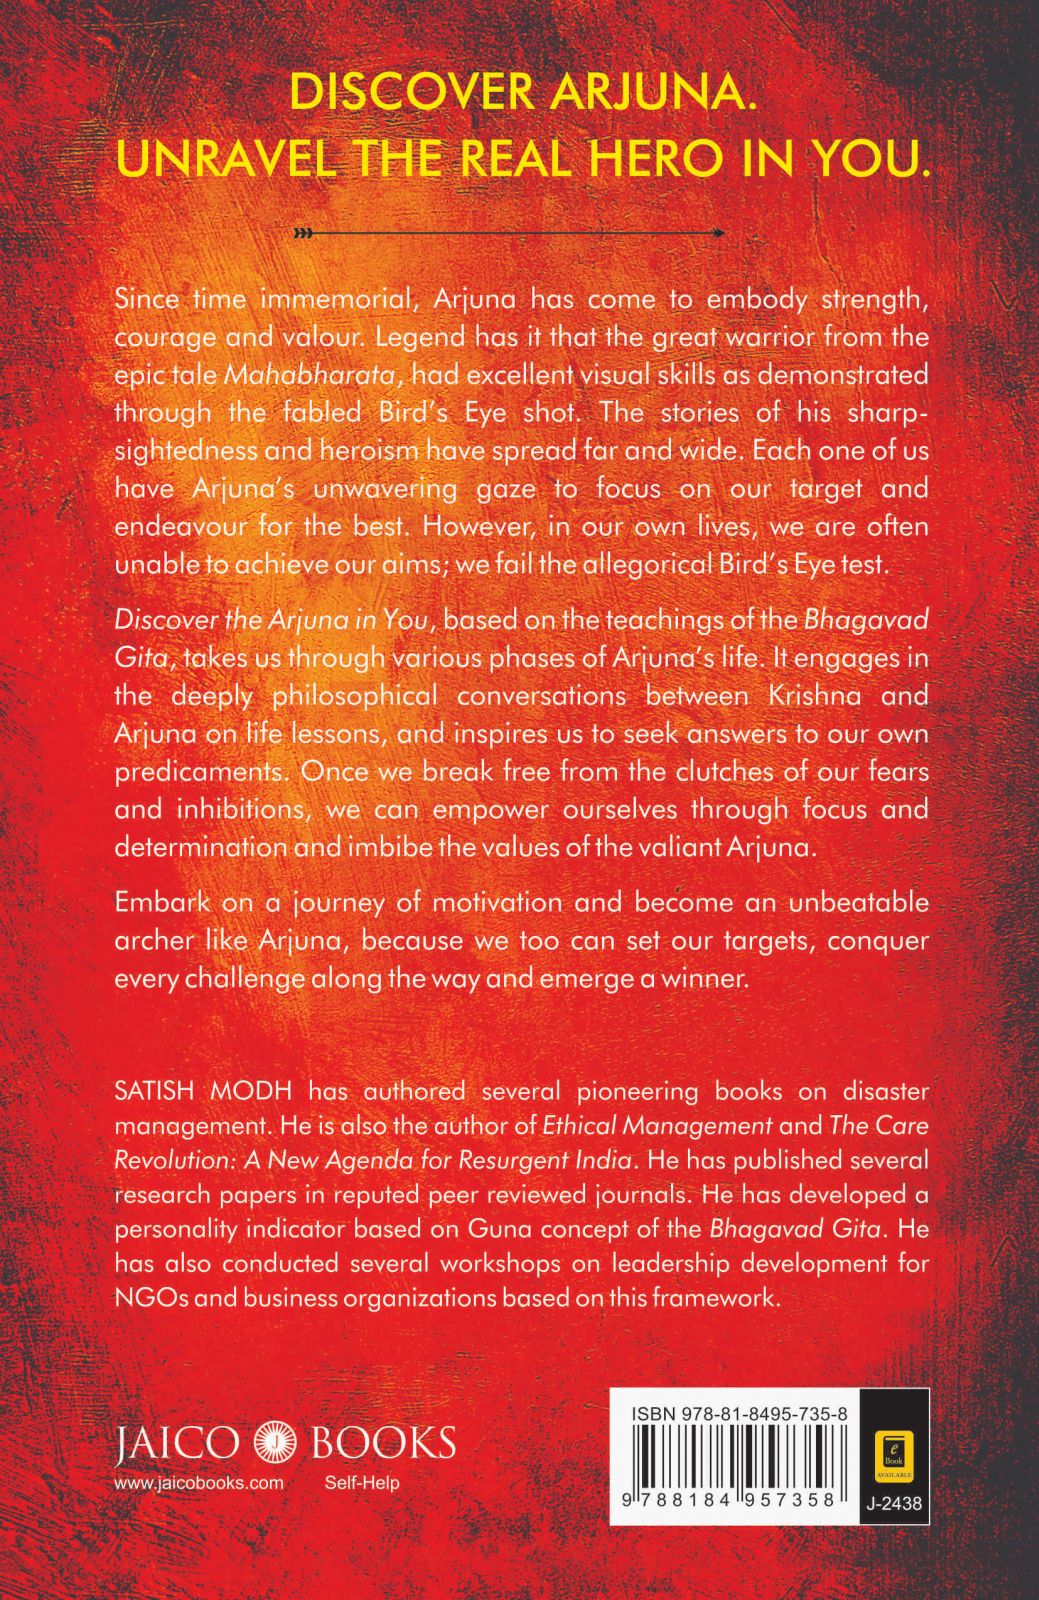 DISCOVER ARJUNA.
UNRAVEL THE REAL HERO IN YOU.
Since time immemorial, Arjuna has come to embody strength,
courage and valour. Legend has it that the great warrior from the
epic tale Mahabharata, had excellent visual skills as demonstrated
through the fabled Bird's Eye shot. The stories of his sharp-
sightedness and heroism have spread far and wide. Each one of us
have Arjuna's unwavering gaze to focus on our target and
endeavour for the best. However, in our own lives, we are often
unable to achieve our aims; we fail the allegorical Bird's Eye test.
Discover the Arjuna in You, based on the teachings of the Bhagavad
Gita, takes us through various phases of Arjuna's life. It engages in
the deeply philosophical conversations between Krishna and
Arjuna on life lessons, and inspires us to seek answers to our own
predicaments. Once we break free from the clutches of our fears
and inhibitions, we can empower ourselves through focus and
determination and imbibe the values of the valiant Arjuna.
Embark on a journey of motivation and become an unbeatable
archer like Arjuna, because we too can set our targets, conquer
every challenge along the way and emerge a winner.
SATISH MODH has authored several pioneering books on disaster
management. He is also the author of Ethical Management and The Care
Revolution: A New Agenda for Resurgent India. He has published several
research papers in reputed peer reviewed journals. He has developed a
personality indicator based on Guna concept of the Bhagavad Gita. He
has also conducted several workshops on leadership development for
NGOs and business organizations based on this framework.
JAICO J BOOKS
www.jaicobooks.com Self-Help
ISBN 978-81-8495-735-8
9 788184 957358
e
Book
AVAILABLE
J-2438